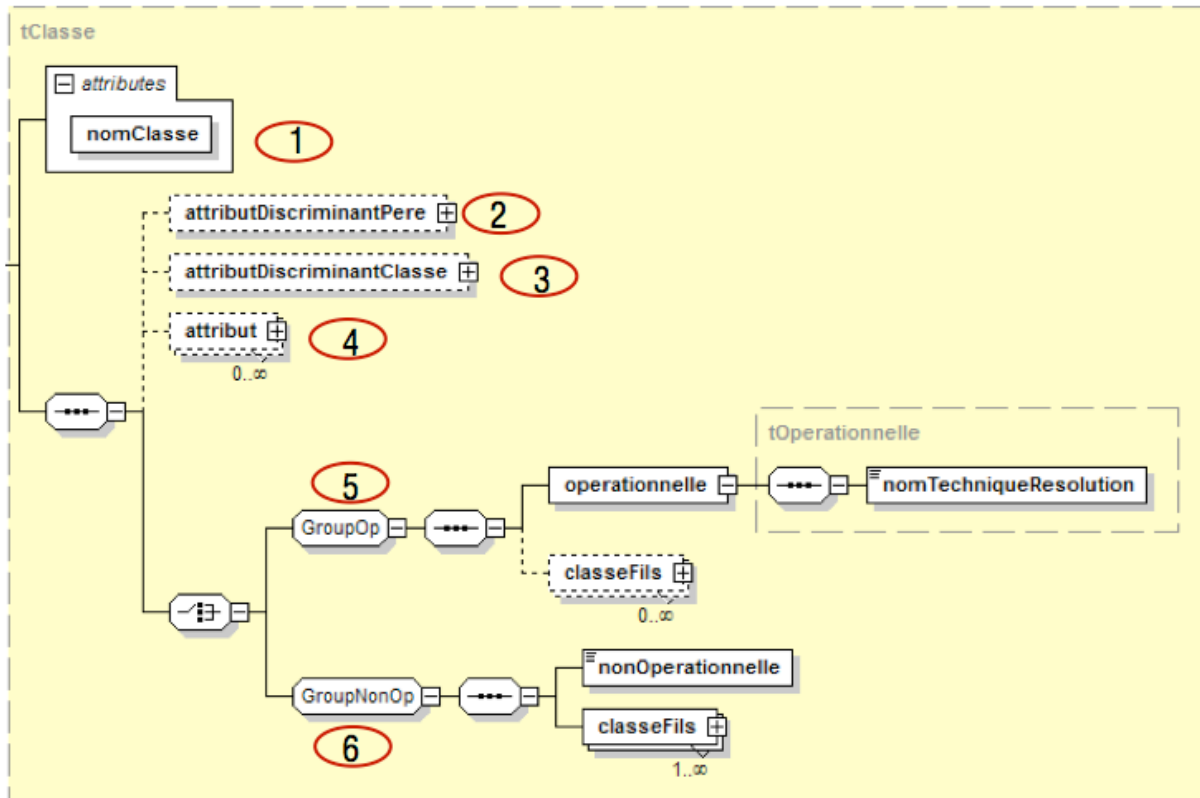 tClasse
attributes
nomClasse
1
attributDiscriminantPere
2
attributDiscriminantClasse
3
attribut
4
0..∞
tOperationnelle
5
GroupOp
operationnelle
nomTechniqueResolution
classeFils
0..∞
GroupNonOp
nonOperationnelle
6
classeFils
1..∞